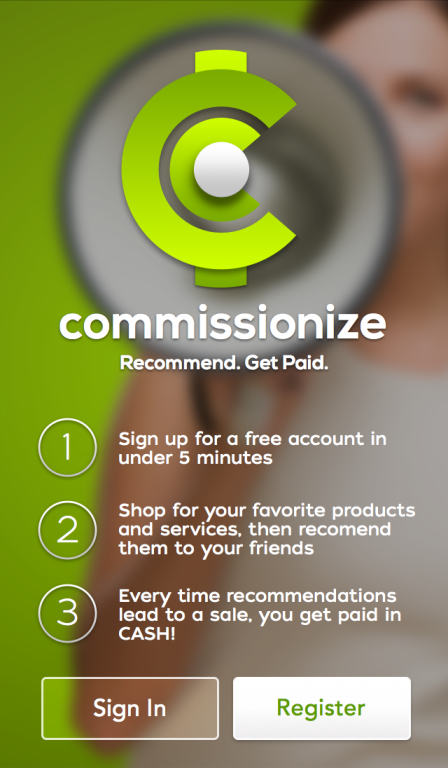 commissionize
Recommend. Get Paid.
1
Sign up for a free account in
under 5 minutes
2
Shop for your favorite products
and services, then recomend
them to your friends
3
Every time recommendations
lead to a sale, you get paid in
CASH!
Sign In
Register